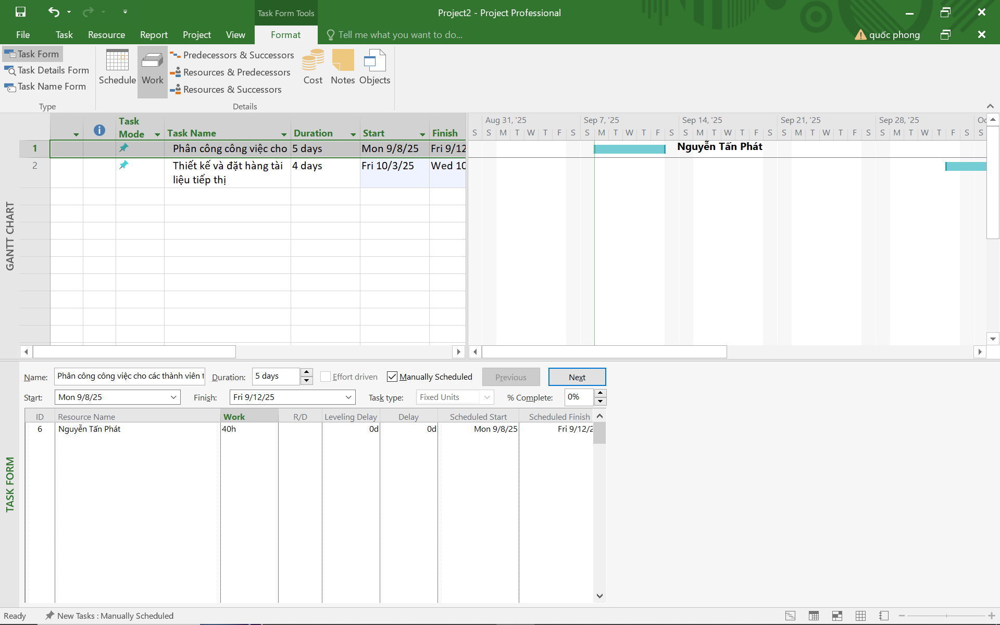 Task Form Tools
Project2 - Project Professional
File Task Resource Report Project View Format Tell me what you want to do... quốc phong
Task Form
Task Details Form
Task Name Form
Type
Schedule
Work
Predecessors & Successors
Resources & Predecessors
Resources & Successors
Cost
Notes
Objects
Details
Task Mode
Task Name
Duration
Start
Finish
Aug 31, '25 Sep 7, '25 Sep 14, '25 Sep 21, '25 Sep 28, '25 Oc
S S M T W T F S S M T W T F S S M T W T F S S M T W T F S S M T W T F S S
1 Phân công công việc cho 5 days Mon 9/8/25 Fri 9/12
Nguyễn Tấn Phát
2 Thiết kế và đặt hàng tài liệu tiếp thị 4 days Fri 10/3/25 Wed 10
GANTT CHART
Name: Phân công công việc cho các thành viên t Duration: 5 days Effort driven Manually Scheduled Previous Next
Start: Mon 9/8/25 Finish: Fri 9/12/25 Task type: Fixed Units % Complete: 0%
ID Resource Name Work R/D Leveling Delay Delay Scheduled Start Scheduled Finish
6 Nguyễn Tấn Phát 40h 0d 0d Mon 9/8/25 Fri 9/12/2
TASK FORM
Ready New Tasks : Manually Scheduled